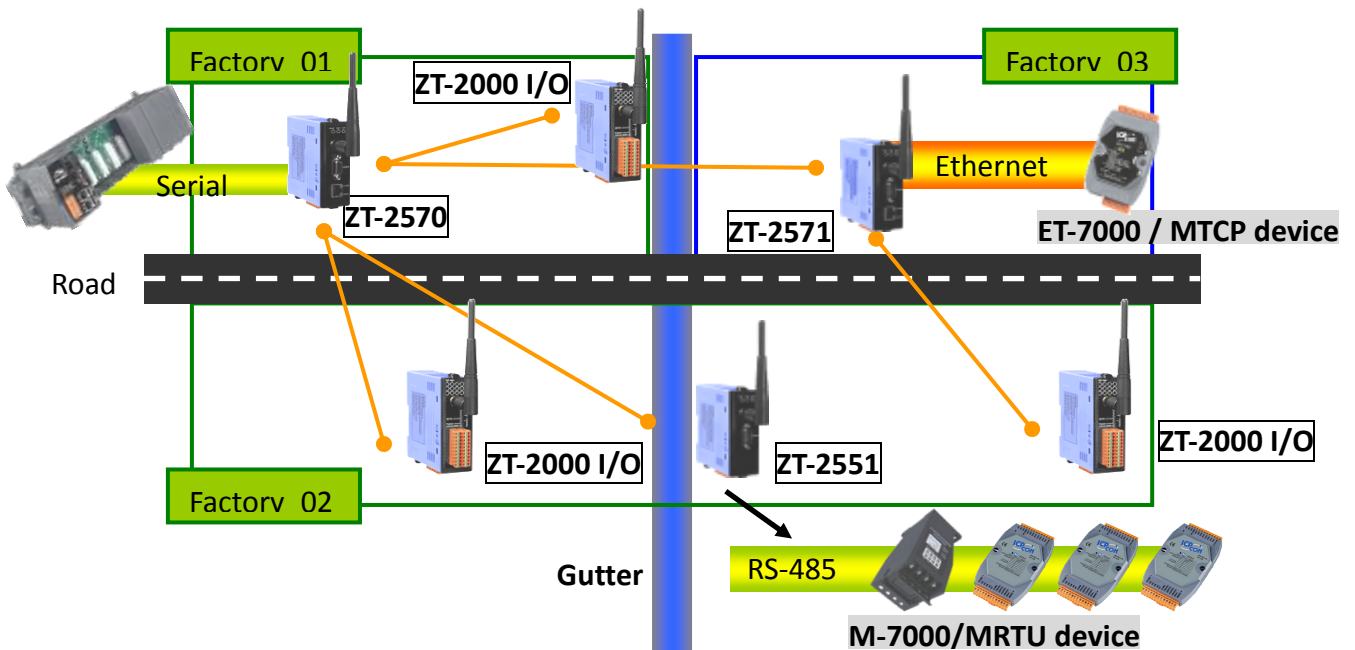 Factory 01
Factory 03
ZT-2000 I/O
Serial
Ethernet
ZT-2570
ZT-2571
ET-7000 / MTCP device
Road
ZT-2000 I/O
ZT-2551
ZT-2000 I/O
Factory 02
Gutter
RS-485
M-7000/MRTU device